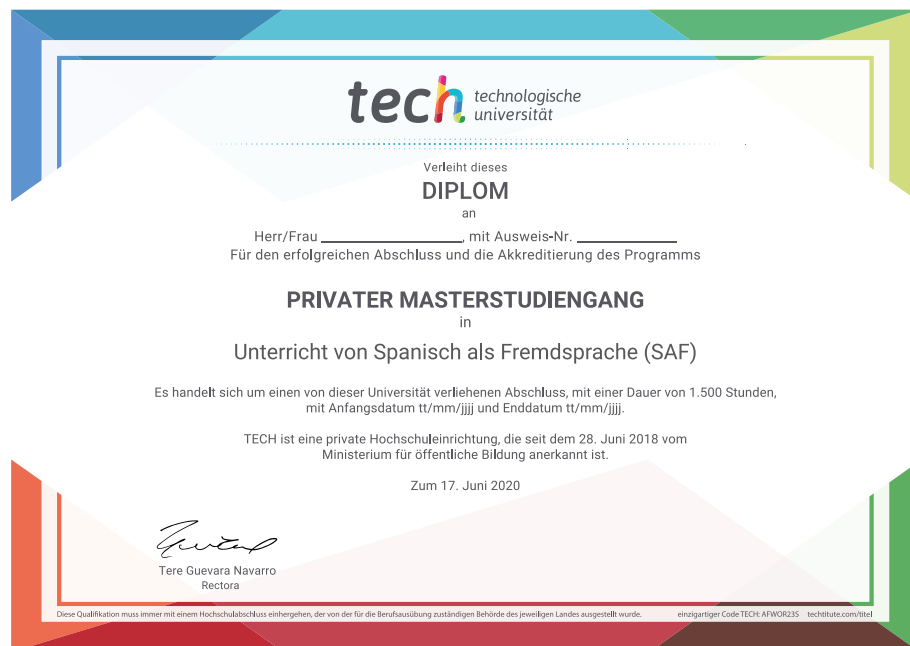 tech technologische
universität
Verleiht dieses
DIPLOM
an
Herr/Frau ____________________, mit Ausweis-Nr. __________________
Für den erfolgreichen Abschluss und die Akkreditierung des Programms
PRIVATER MASTERSTUDIENGANG
in
Unterricht von Spanisch als Fremdsprache (SAF)
Es handelt sich um einen von dieser Universität verliehenen Abschluss, mit einer Dauer von 1.500 Stunden,
mit Anfangsdatum tt/mm/jjjj und Enddatum tt/mm/jjjj.
TECH ist eine private Hochschuleinrichtung, die seit dem 28. Juni 2018 vom
Ministerium für öffentliche Bildung anerkannt ist.
Zum 17. Juni 2020
Tere Guevara Navarro
Rectora
Diese Qualifikation muss immer mit einem Hochschulabschluss einhergehen, der von der für die Berufsausübung zuständigen Behörde des jeweiligen Landes ausgestellt wurde. einzigartiger Code TECH: AFWOR23S techtitute.com/titel